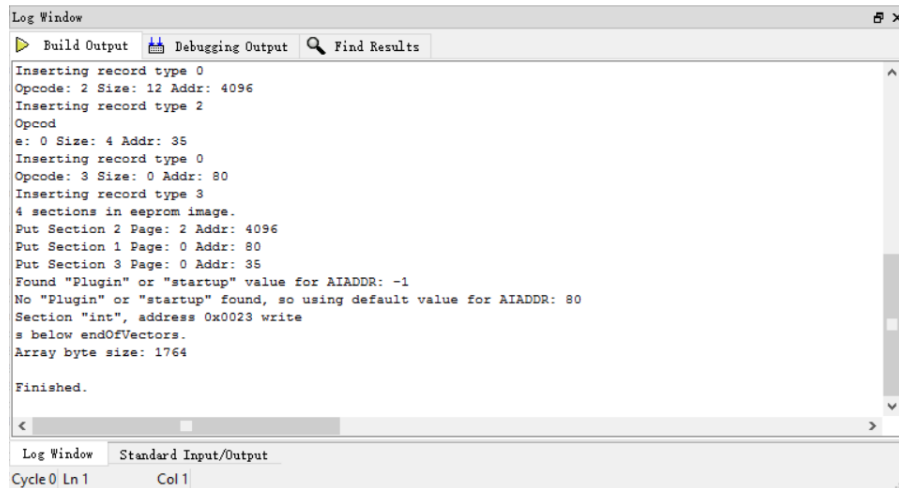 Log Window
Build Output Debugging Output Find Results
Inserting record type 0
Opcode: 2 Size: 12 Addr: 4096
Inserting record type 2
Opcod
e: 0 Size: 4 Addr: 35
Inserting record type 0
Opcode: 3 Size: 0 Addr: 80
Inserting record type 3
4 sections in eeprom image.
Put Section 2 Page: 2 Addr: 4096
Put Section 1 Page: 0 Addr: 80
Put Section 3 Page: 0 Addr: 35
Found "Plugin" or "startup" value for AIADDR: -1
No "Plugin" or "startup" found, so using default value for AIADDR: 80
Section "int", address 0x0023 write
s below endOfVectors.
Array byte size: 1764
Finished.
Log Window Standard Input/Output
Cycle 0 Ln 1 Col 1